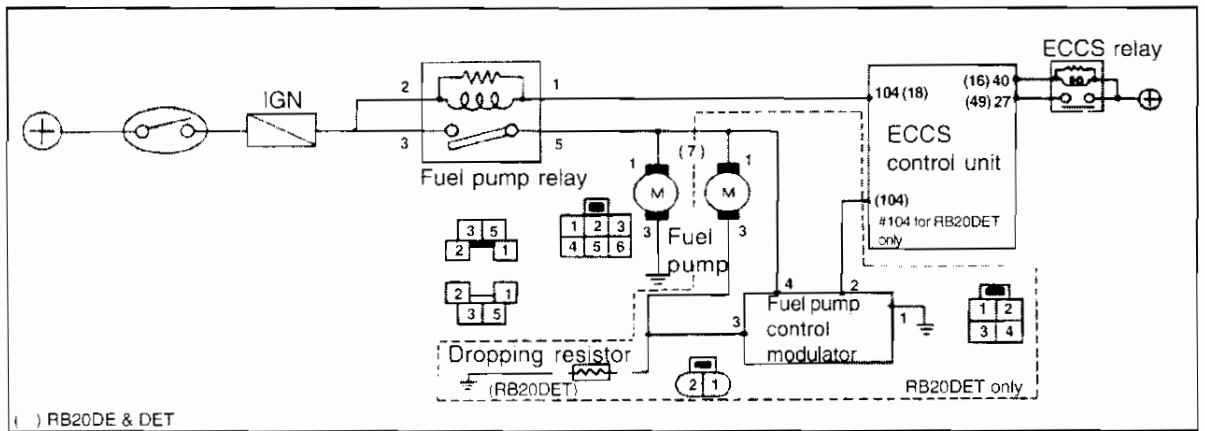 ECCS relay
IGN
2
1
3
5
Fuel pump relay
104 (18)
(16) 40
(49) 27
ECCS
control unit
(104)
#104 for RB20DET
only
(7)
1
M
3
1
M
3
Fuel
pump
3 5
2 1
1 2 3
4 5 6
2 1
3 5
4
2
3
1
Fuel pump
control
modulator
1 2
3 4
Dropping resistor
(RB20DET)
2 1
RB20DET only
( ) RB20DE & DET